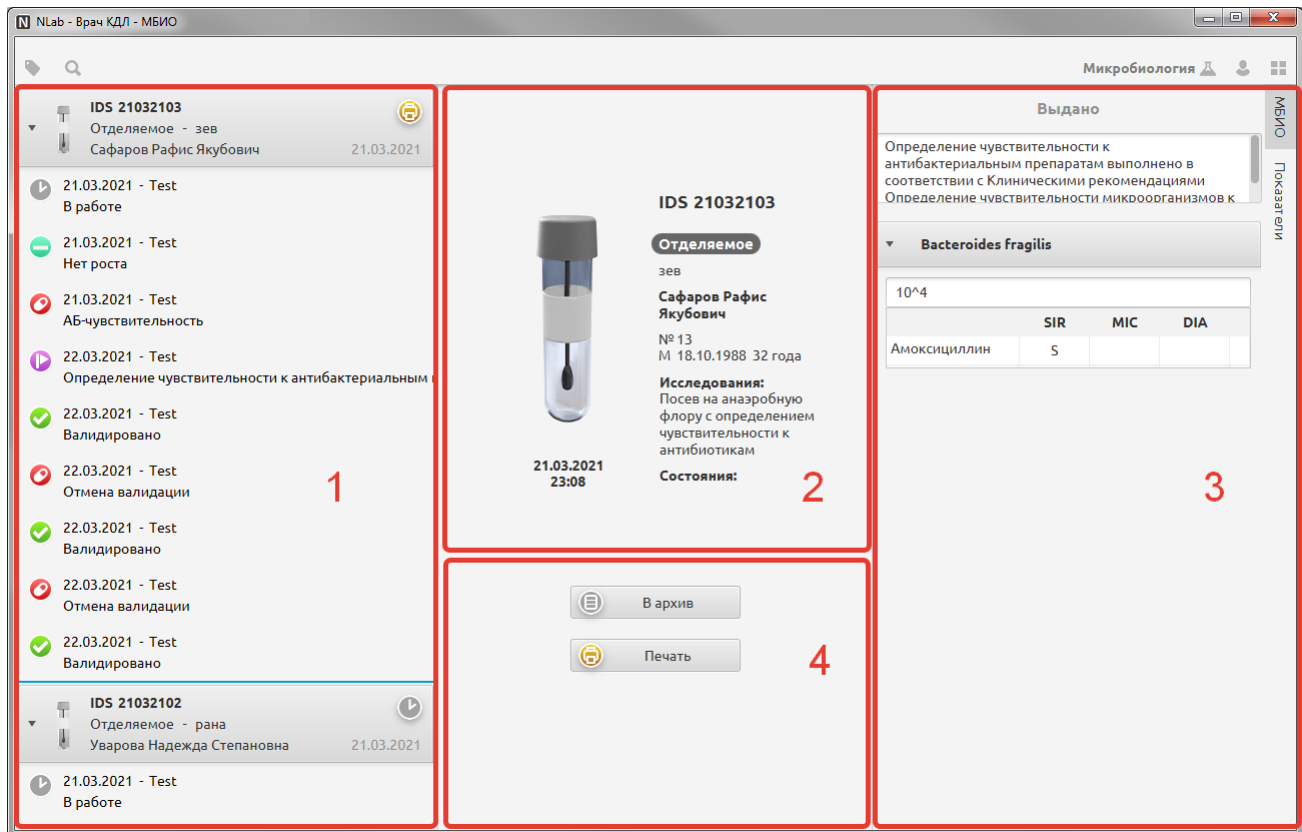 NLab - Врач КДЛ - МБИО
Микробиология
IDS 21032103
Отделяемое - зев
Сафаров Рафис Якубович 21.03.2021
21.03.2021 - Test
В работе
21.03.2021 - Test
Нет роста
21.03.2021 - Test
АБ-чувствительность
22.03.2021 - Test
Определение чувствительности к антибактериальным
22.03.2021 - Test
Валидировано
22.03.2021 - Test
Отмена валидации
22.03.2021 - Test
Валидировано
22.03.2021 - Test
Отмена валидации
22.03.2021 - Test
Валидировано
IDS 21032102
Отделяемое - рана
Уварова Надежда Степановна 21.03.2021
21.03.2021 - Test
В работе
1
IDS 21032103
Отделяемое
зев
Сафаров Рафис
Якубович
№ 13
М 18.10.1988 32 года
Исследования:
Посев на анаэробную
флору с определением
чувствительности к
антибиотикам
Состояния:
21.03.2021
23:08
2
В архив
Печать
4
Выдано
Определение чувствительности к
антибактериальным препаратам выполнено в
соответствии с Клиническими рекомендациями
Определение чувствительности микроорганизмов к
Bacteroides fragilis
10^4
SIR MIC DIA
Амоксициллин S
3
МБИО
Показатели